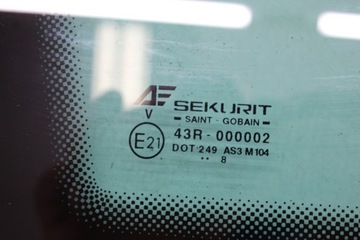 SEKURIT
V
- SAINT - GOBAIN -
E21
43R - 000002
DOT 249 AS3 M104
.. 8